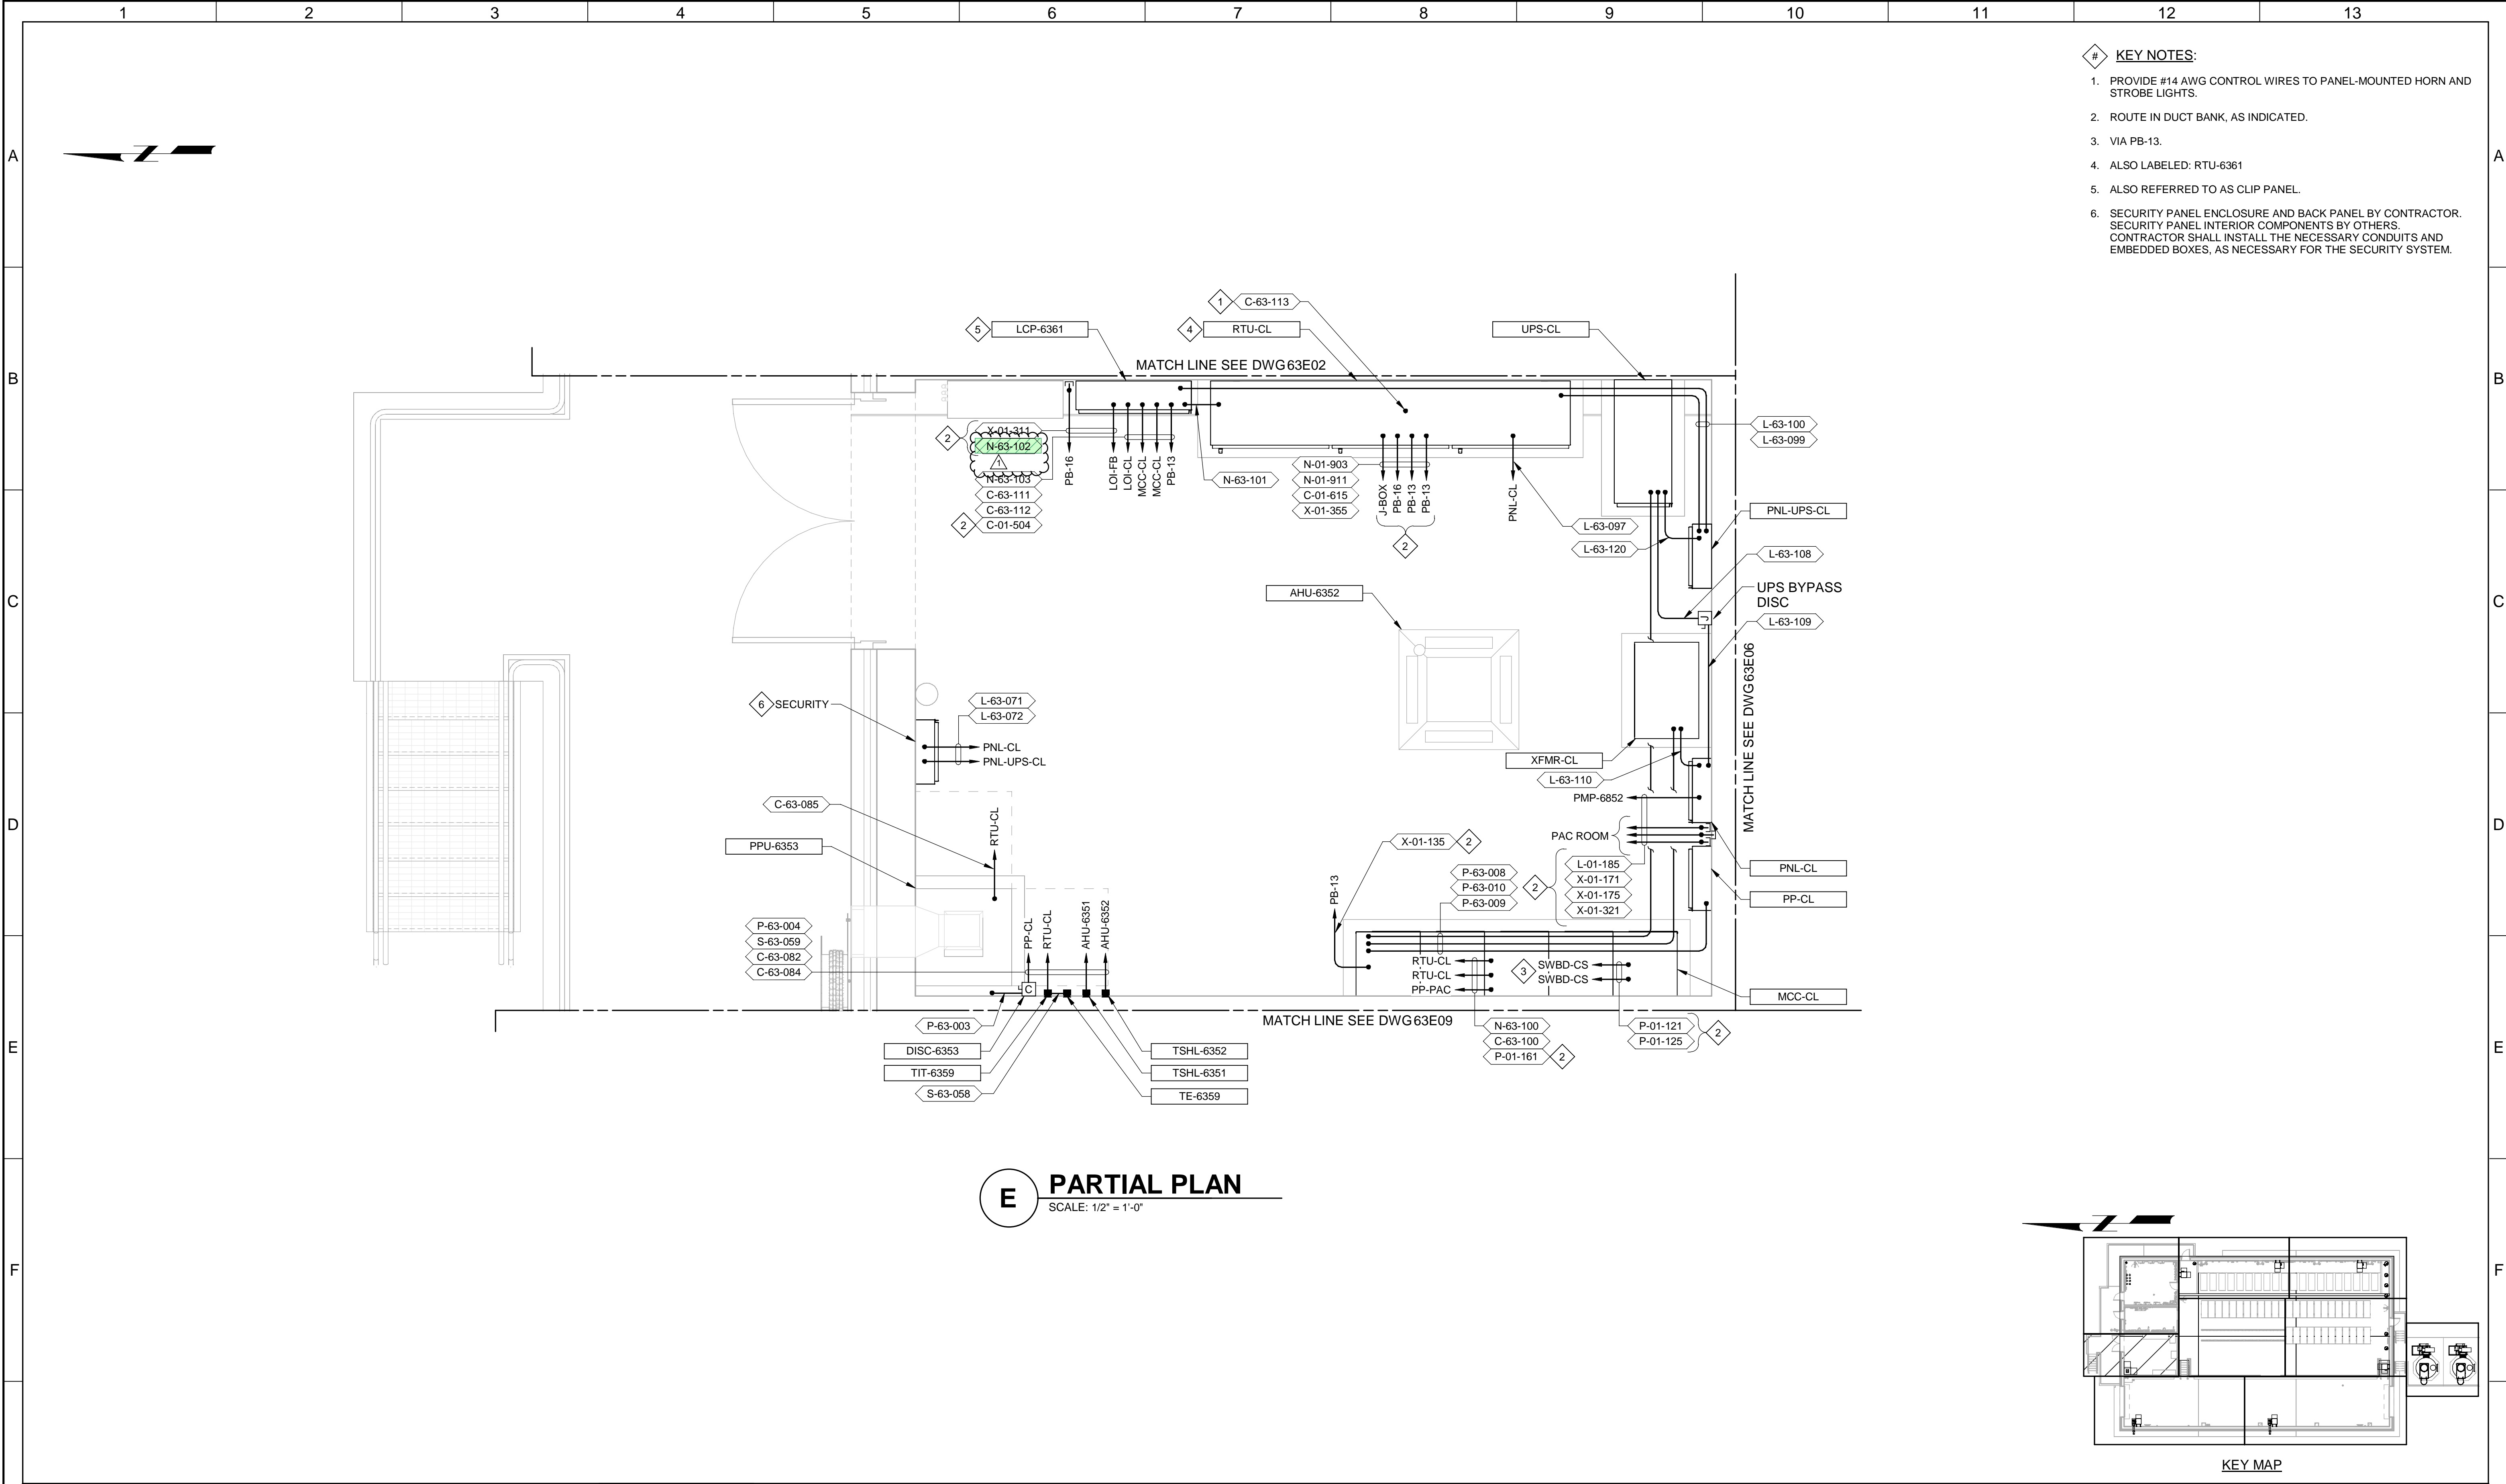 1 2 3 4 5 6 7 8 9 10 11 12 13
# KEY NOTES:
1. PROVIDE #14 AWG CONTROL WIRES TO PANEL-MOUNTED HORN AND
STROBE LIGHTS.
2. ROUTE IN DUCT BANK, AS INDICATED.
3. VIA PB-13.
4. ALSO LABELED: RTU-6361
5. ALSO REFERRED TO AS CLIP PANEL.
6. SECURITY PANEL ENCLOSURE AND BACK PANEL BY CONTRACTOR.
SECURITY PANEL INTERIOR COMPONENTS BY OTHERS.
CONTRACTOR SHALL INSTALL THE NECESSARY CONDUITS AND
EMBEDDED BOXES, AS NECESSARY FOR THE SECURITY SYSTEM.
A
A
1 C-63-113
5 LCP-6361
4 RTU-CL
UPS-CL
MATCH LINE SEE DWG 63E02
B
B
2
X-01-311
N-63-102
1
N-63-103
C-63-111
C-63-112
2 C-01-504
PB-16
LOI-FB
LOI-CL
MCC-CL
MCC-CL
PB-13
N-63-101
N-01-903
N-01-911
C-01-615
X-01-355
J-BOX
PB-16
PB-13
PB-13
2
PNL-CL
L-63-097
L-63-120
L-63-100
L-63-099
PNL-UPS-CL
L-63-108
UPS BYPASS
DISC
J
L-63-109
C
C
AHU-6352
MATCH LINE SEE DWG 63E06
6 SECURITY
L-63-071
L-63-072
PNL-CL
PNL-UPS-CL
XFMR-CL
L-63-110
PMP-6852
PAC ROOM
D
D
C-63-085
RTU-CL
PPU-6353
X-01-135 2
PB-13
P-63-008
P-63-010
P-63-009
2
L-01-185
X-01-171
X-01-175
X-01-321
PNL-CL
PP-CL
P-63-004
S-63-059
C-63-082
C-63-084
PP-CL
RTU-CL
AHU-6351
AHU-6352
C
RTU-CL
RTU-CL
PP-PAC
3
SWBD-CS
SWBD-CS
MCC-CL
MATCH LINE SEE DWG 63E09
E
E
P-63-003
DISC-6353
TIT-6359
S-63-058
TSHL-6352
TSHL-6351
TE-6359
N-63-100
C-63-100
P-01-161 2
P-01-121
P-01-125
2
E PARTIAL PLAN
SCALE: 1/2" = 1'-0"
F
F
KEY MAP